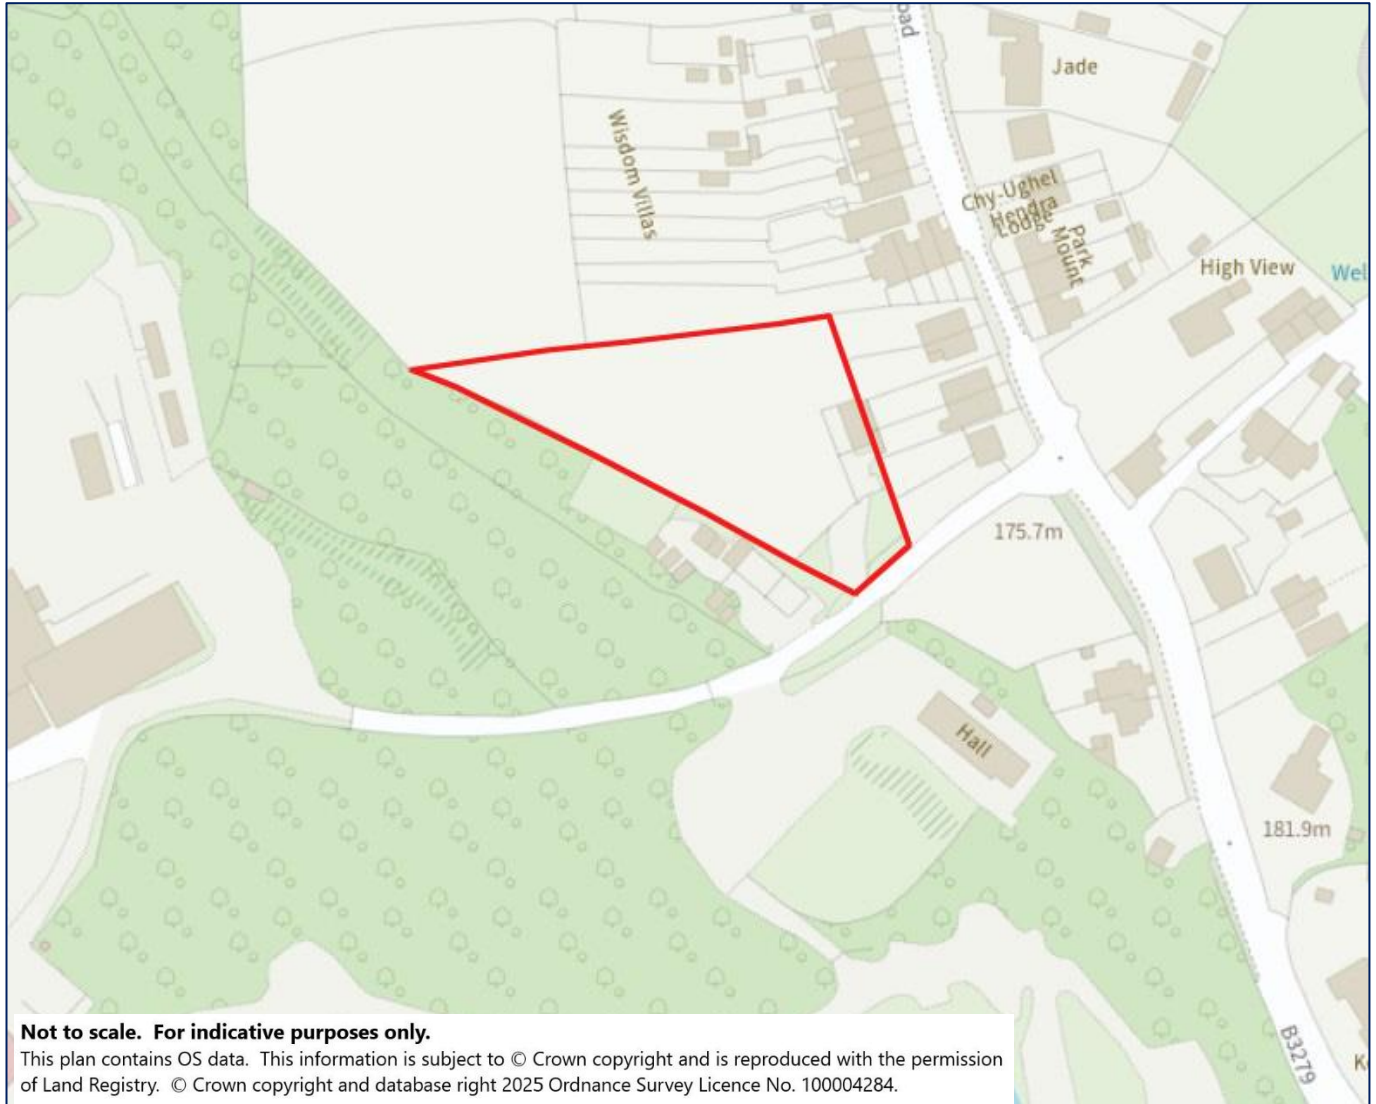 oad
Jade
Wisdom Villas
Chy-Ughel
Hendra
Lodge
Park
Mount
High View
Wel
175.7m
Hall
181.9m
B3279
Not to scale.  For indicative purposes only.
This plan contains OS data.  This information is subject to © Crown copyright and is reproduced with the permission
of Land Registry.  © Crown copyright and database right 2025 Ordnance Survey Licence No. 100004284.